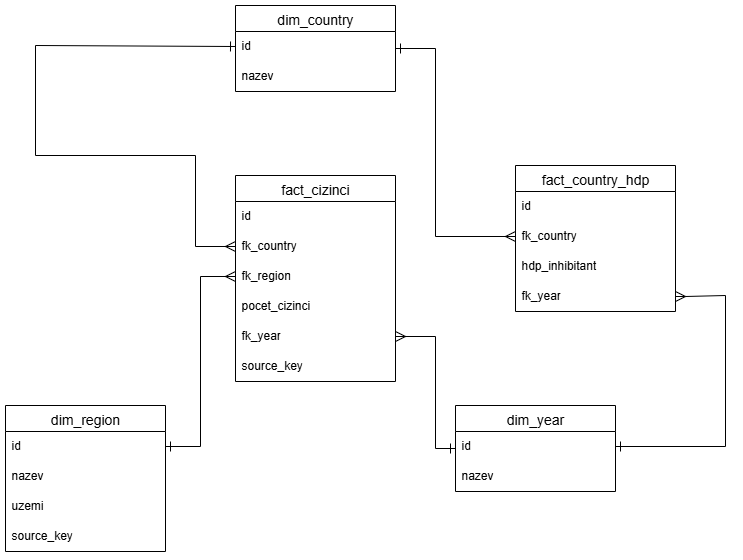 dim_country
id
nazev
fact_cizinci
id
fk_country
fk_region
pocet_cizinci
fk_year
source_key
fact_country_hdp
id
fk_country
hdp_inhibitant
fk_year
dim_region
id
nazev
uzemi
source_key
dim_year
id
nazev